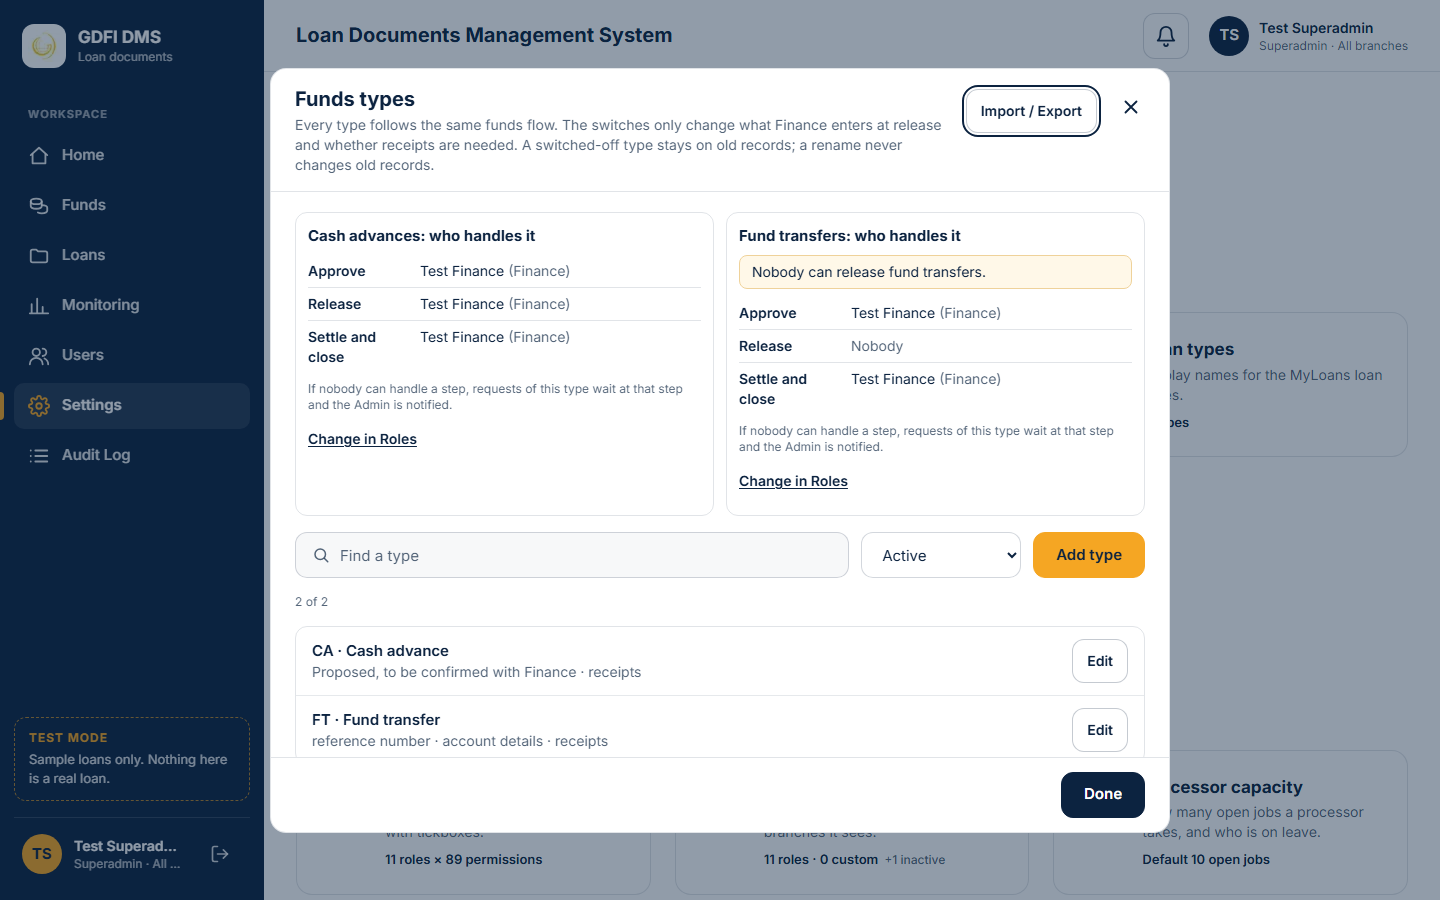 GDFI DMS
Loan documents
WORKSPACE
Home
Funds
Loans
Monitoring
Users
Settings
Audit Log
TEST MODE
Sample loans only. Nothing here
is a real loan.
TS
Test Superad...
Superadmin · All ...
Loan Documents Management System
TS
Test Superadmin
Superadmin · All branches
Funds types
Every type follows the same funds flow. The switches only change what Finance enters at release
and whether receipts are needed. A switched-off type stays on old records; a rename never
changes old records.
Import / Export
Cash advances: who handles it
Approve Test Finance (Finance)
Release Test Finance (Finance)
Settle and Test Finance (Finance)
close
If nobody can handle a step, requests of this type wait at that step
and the Admin is notified.
Change in Roles
Fund transfers: who handles it
Nobody can release fund transfers.
Approve Test Finance (Finance)
Release Nobody
Settle and Test Finance (Finance)
close
If nobody can handle a step, requests of this type wait at that step
and the Admin is notified.
Change in Roles
Find a type
Active
Add type
2 of 2
CA · Cash advance
Proposed, to be confirmed with Finance · receipts
Edit
FT · Fund transfer
reference number · account details · receipts
Edit
Done
types
names for the MyLoans loan
with tickboxes.
11 roles × 89 permissions
branches it sees.
11 roles · 0 custom +1 inactive
capacity
many open jobs a processor
takes, and who is on leave.
Default 10 open jobs